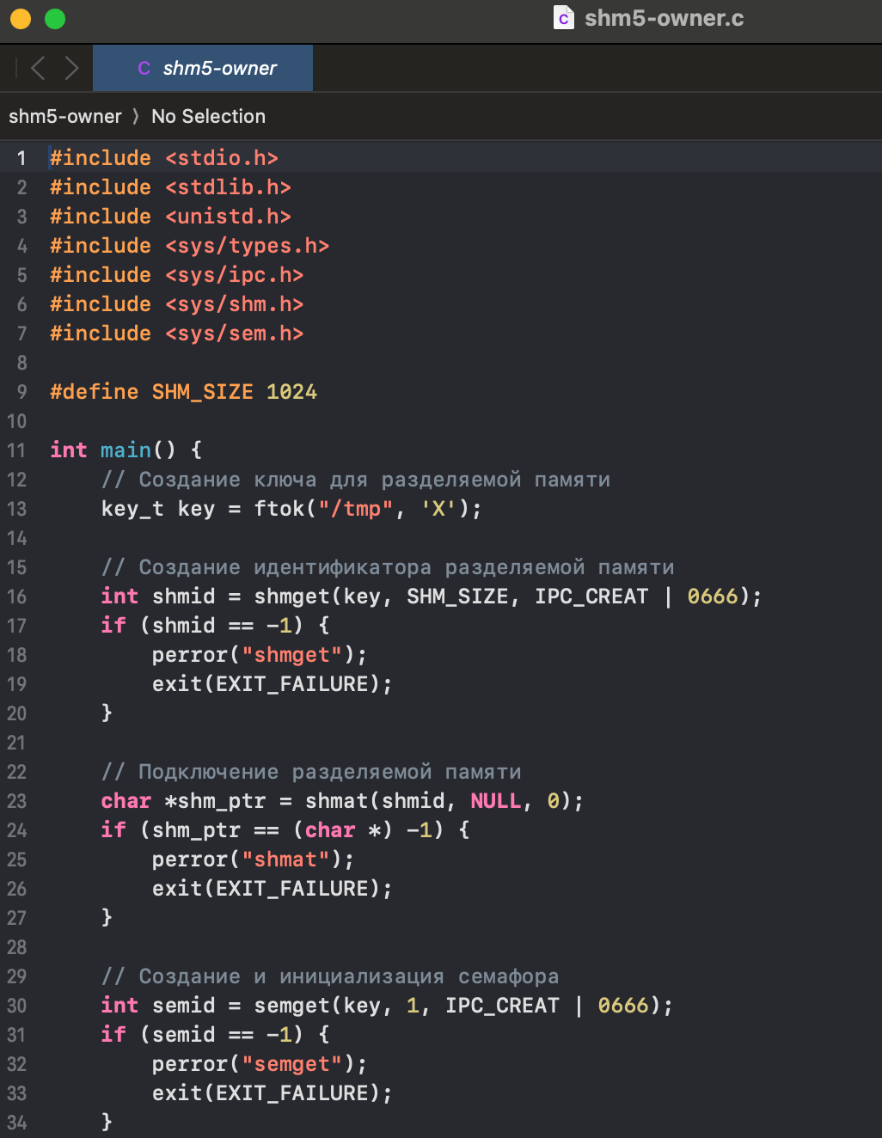 C shm5-owner.c
C shm5-owner
shm5-owner 〉 No Selection
1 #include <stdio.h>
2 #include <stdlib.h>
3 #include <unistd.h>
4 #include <sys/types.h>
5 #include <sys/ipc.h>
6 #include <sys/shm.h>
7 #include <sys/sem.h>
8
9 #define SHM_SIZE 1024
10
11 int main() {
12     // Создание ключа для разделяемой памяти
13     key_t key = ftok("/tmp", 'X');
14
15     // Создание идентификатора разделяемой памяти
16     int shmid = shmget(key, SHM_SIZE, IPC_CREAT | 0666);
17     if (shmid == -1) {
18         perror("shmget");
19         exit(EXIT_FAILURE);
20     }
21
22     // Подключение разделяемой памяти
23     char *shm_ptr = shmat(shmid, NULL, 0);
24     if (shm_ptr == (char *) -1) {
25         perror("shmat");
26         exit(EXIT_FAILURE);
27     }
28
29     // Создание и инициализация семафора
30     int semid = semget(key, 1, IPC_CREAT | 0666);
31     if (semid == -1) {
32         perror("semget");
33         exit(EXIT_FAILURE);
34     }